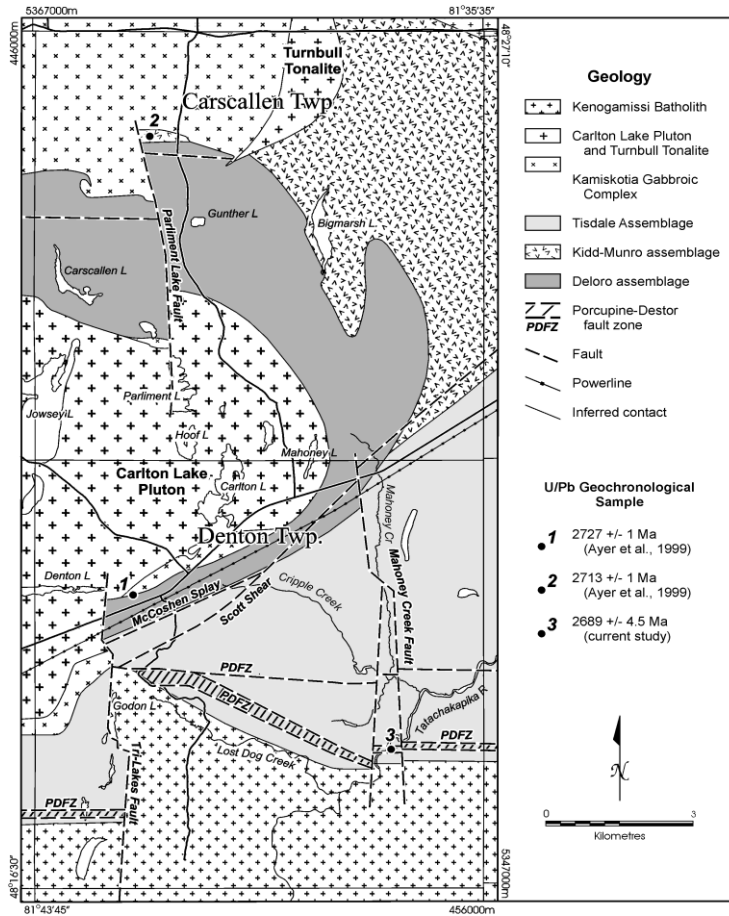 5367000m
81°35'35"
446000m
48°27'10"
Turnbull
Tonalite
Carscallen Twp.
2
Gunther L
Bigmarsh L.
Parliment Lake Fault
Carscallen L
Parliment L
Jowsey L
Hoof L
Mahoney L
Carlton Lake
Pluton
Carlton L
Mahoney Cr
Denton Twp.
Denton L
1
McCoshen Splay
Scott Shear
Cripple Creek
Mahoney Creek Fault
PDFZ
PDFZ
Tatachakapika R
Godon L
3
PDFZ
Lost Dog Creek
Tri-Lakes Fault
PDFZ
48°16'30"
5347000m
81°43'45"
456000m
Geology
Kenogamissi Batholith
Carlton Lake Pluton
and Turnbull Tonalite
Kamiskotia Gabbroic
Complex
Tisdale Assemblage
Kidd-Munro assemblage
Deloro assemblage
Porcupine-Destor
fault zone
PDFZ
Fault
Powerline
Inferred contact
U/Pb Geochronological
Sample
1 2727 +/- 1 Ma
(Ayer et al., 1999)
2 2713 +/- 1 Ma
(Ayer et al., 1999)
3 2689 +/- 4.5 Ma
(current study)
N
0 3
Kilometres